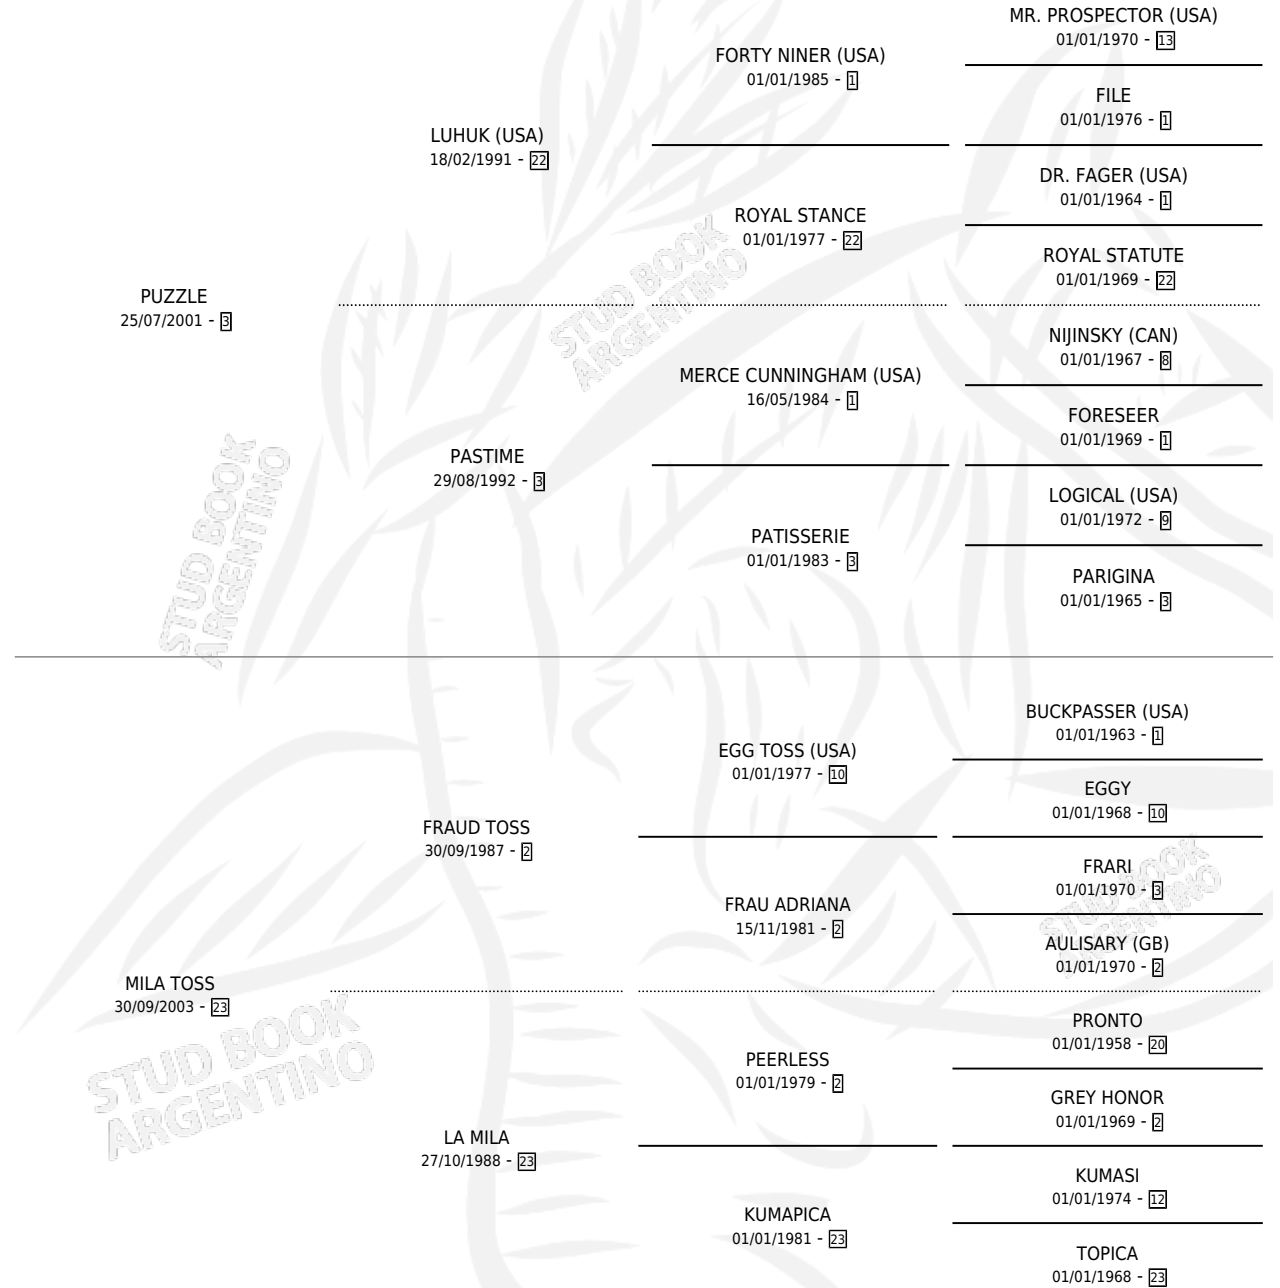 MR. PROSPECTOR (USA)
01/01/1970 - 13
FORTY NINER (USA)
01/01/1985 - 1
FILE
01/01/1976 - 1
LUHUK (USA)
18/02/1991 - 22
DR. FAGER (USA)
01/01/1964 - 1
ROYAL STANCE
01/01/1977 - 22
ROYAL STATUTE
01/01/1969 - 22
PUZZLE
25/07/2001 - 3
STUD BOOK
ARGENTINO
NIJINSKY (CAN)
01/01/1967 - 8
MERCE CUNNINGHAM (USA)
16/05/1984 - 1
FORESEER
01/01/1969 - 1
PASTIME
29/08/1992 - 3
LOGICAL (USA)
01/01/1972 - 9
PATISSERIE
01/01/1983 - 3
PARIGINA
01/01/1965 - 3
STUD BOOK
ARGENTINO
BUCKPASSER (USA)
01/01/1963 - 1
EGG TOSS (USA)
01/01/1977 - 10
EGGY
01/01/1968 - 10
FRAUD TOSS
30/09/1987 - 2
FRARI
01/01/1970 - 3
FRAU ADRIANA
15/11/1981 - 2
STUD BOOK
ARGENTINO
AULISARY (GB)
01/01/1970 - 2
MILA TOSS
30/09/2003 - 23
PRONTO
01/01/1958 - 20
PEERLESS
01/01/1979 - 2
STUD BOOK
ARGENTINO
GREY HONOR
01/01/1969 - 2
LA MILA
27/10/1988 - 23
KUMASI
01/01/1974 - 12
KUMAPICA
01/01/1981 - 23
TOPICA
01/01/1968 - 23